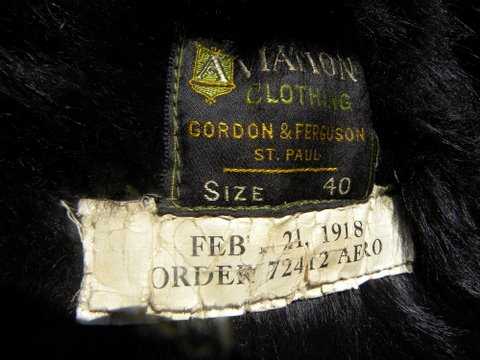 AVIATION
CLOTHING
GORDON & FERGUSON
ST. PAUL
SIZE 40
FEB'. 21, 1918
ORDER 72412 AERO